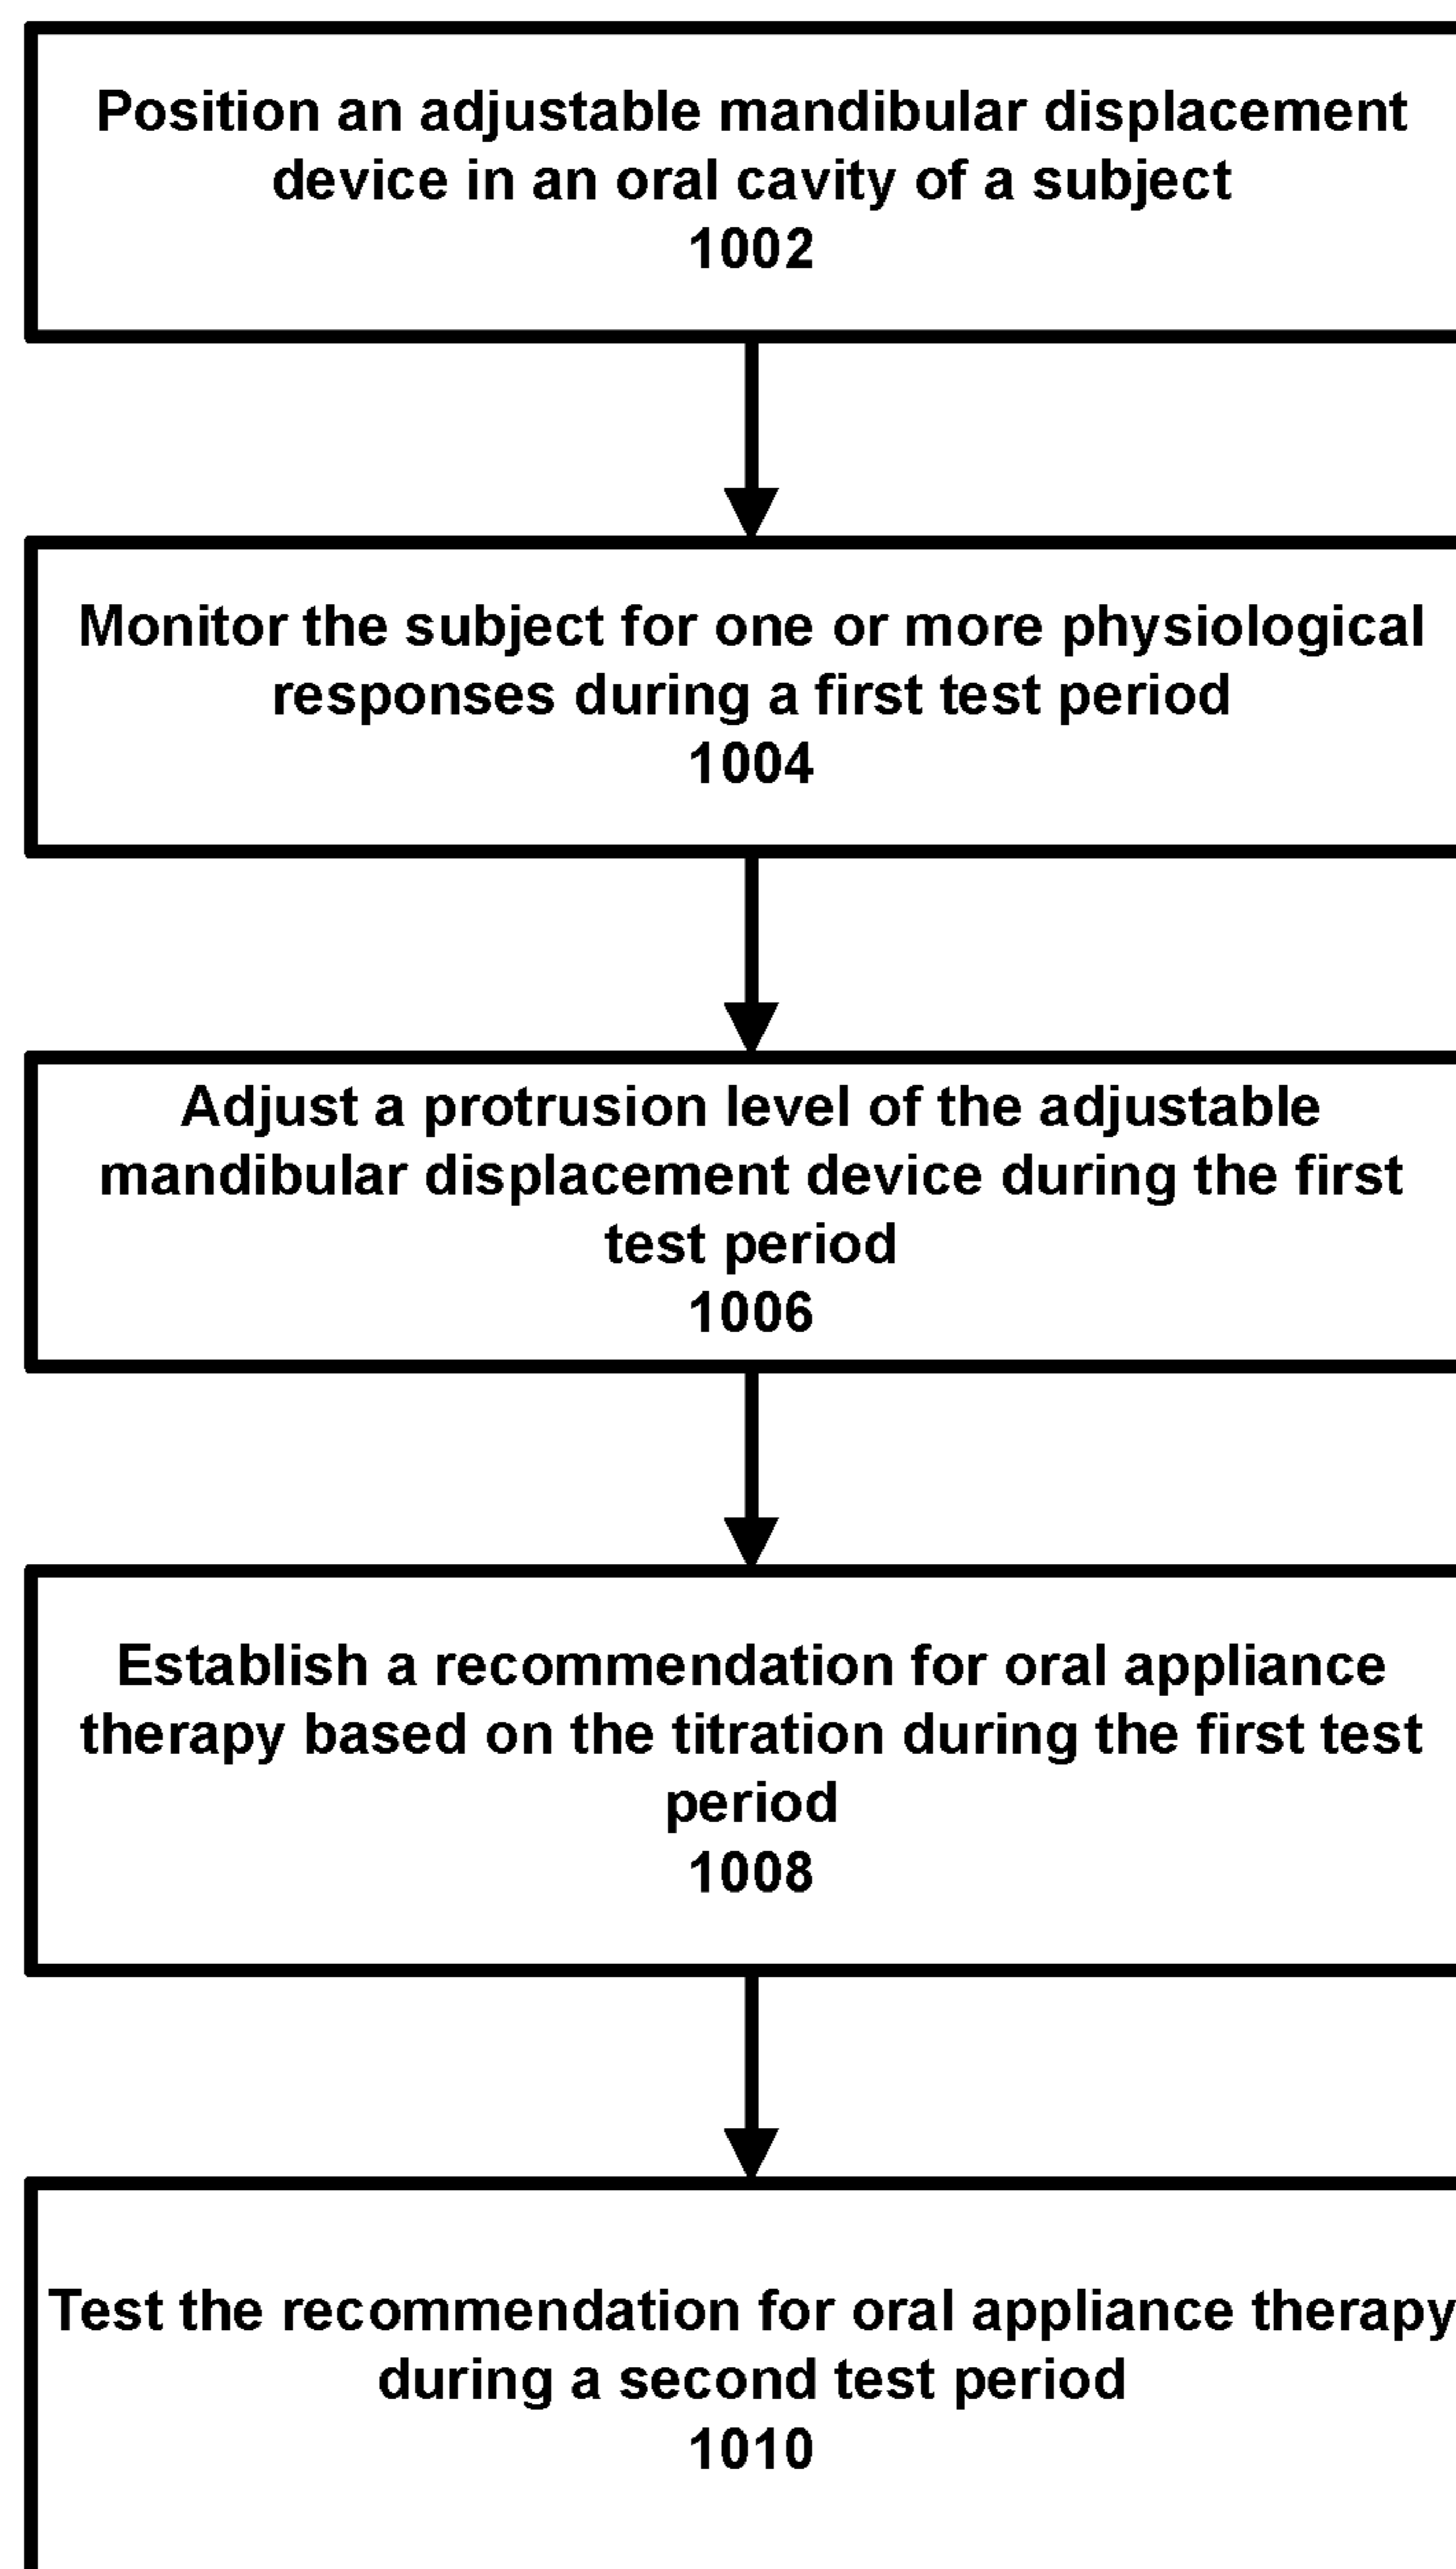 Position an adjustable mandibular displacement
device in an oral cavity of a subject
1002
Monitor the subject for one or more physiological
responses during a first test period
1004
Adjust a protrusion level of the adjustable
mandibular displacement device during the first
test period
1006
Establish a recommendation for oral appliance
therapy based on the titration during the first test
period
1008
Test the recommendation for oral appliance therapy
during a second test period
1010